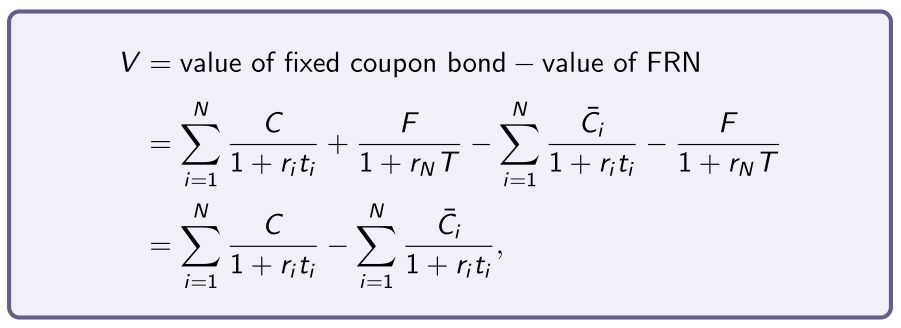 V = value of fixed coupon bond − value of FRN
= \sum_{i=1}^{N} \frac{C}{1 + r_i t_i} + \frac{F}{1 + r_N T} − \sum_{i=1}^{N} \frac{\bar{C}_i}{1 + r_i t_i} − \frac{F}{1 + r_N T}
= \sum_{i=1}^{N} \frac{C}{1 + r_i t_i} − \sum_{i=1}^{N} \frac{\bar{C}_i}{1 + r_i t_i},